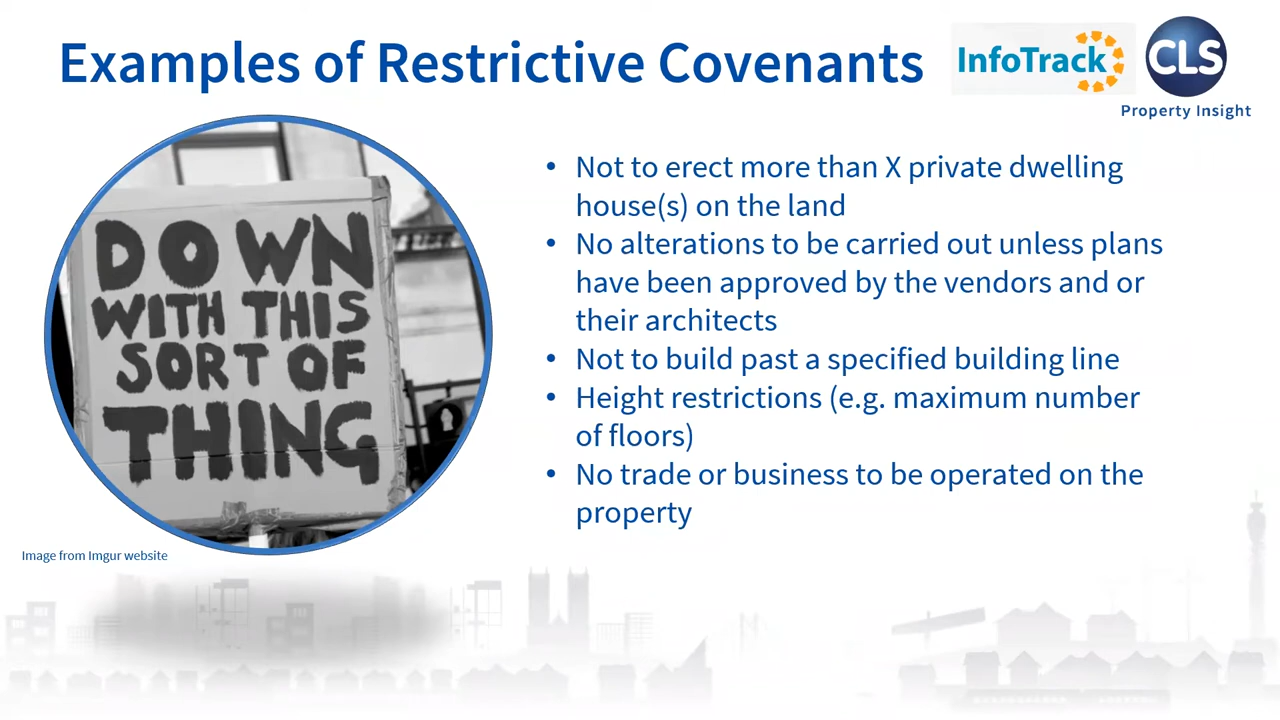 Examples of Restrictive Covenants
InfoTrack
CLS
Property Insight
DOWN
WITH THIS
SORT OF
THING
• Not to erect more than X private dwelling
house(s) on the land
• No alterations to be carried out unless plans
have been approved by the vendors and or
their architects
• Not to build past a specified building line
• Height restrictions (e.g. maximum number
of floors)
• No trade or business to be operated on the
property
Image from Imgur website